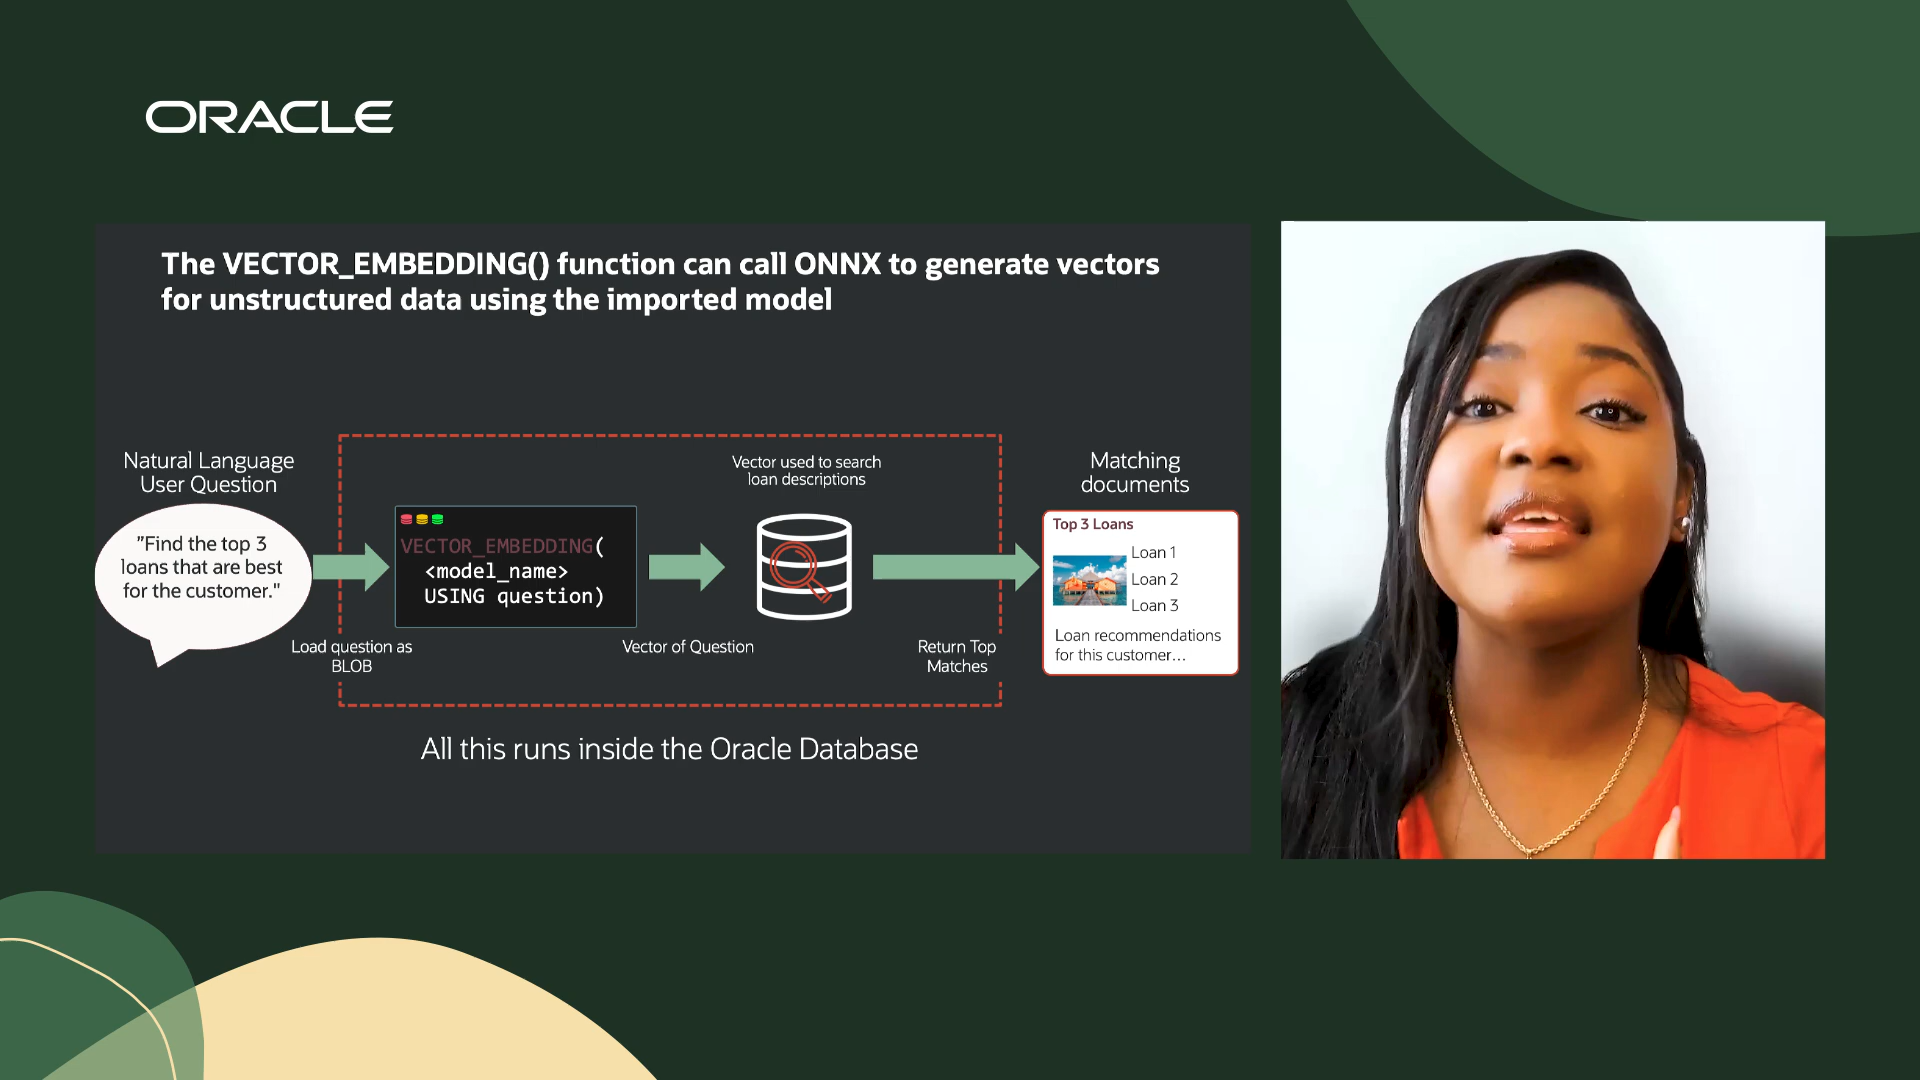 ORACLE
The VECTOR_EMBEDDING() function can call ONNX to generate vectors
for unstructured data using the imported model
Natural Language
User Question
"Find the top 3
loans that are best
for the customer."
Load question as
BLOB
VECTOR_EMBEDDING(
<model_name>
USING question)
Vector of Question
Vector used to search
loan descriptions
Return Top
Matches
Matching
documents
Top 3 Loans
Loan 1
Loan 2
Loan 3
Loan recommendations
for this customer...
All this runs inside the Oracle Database